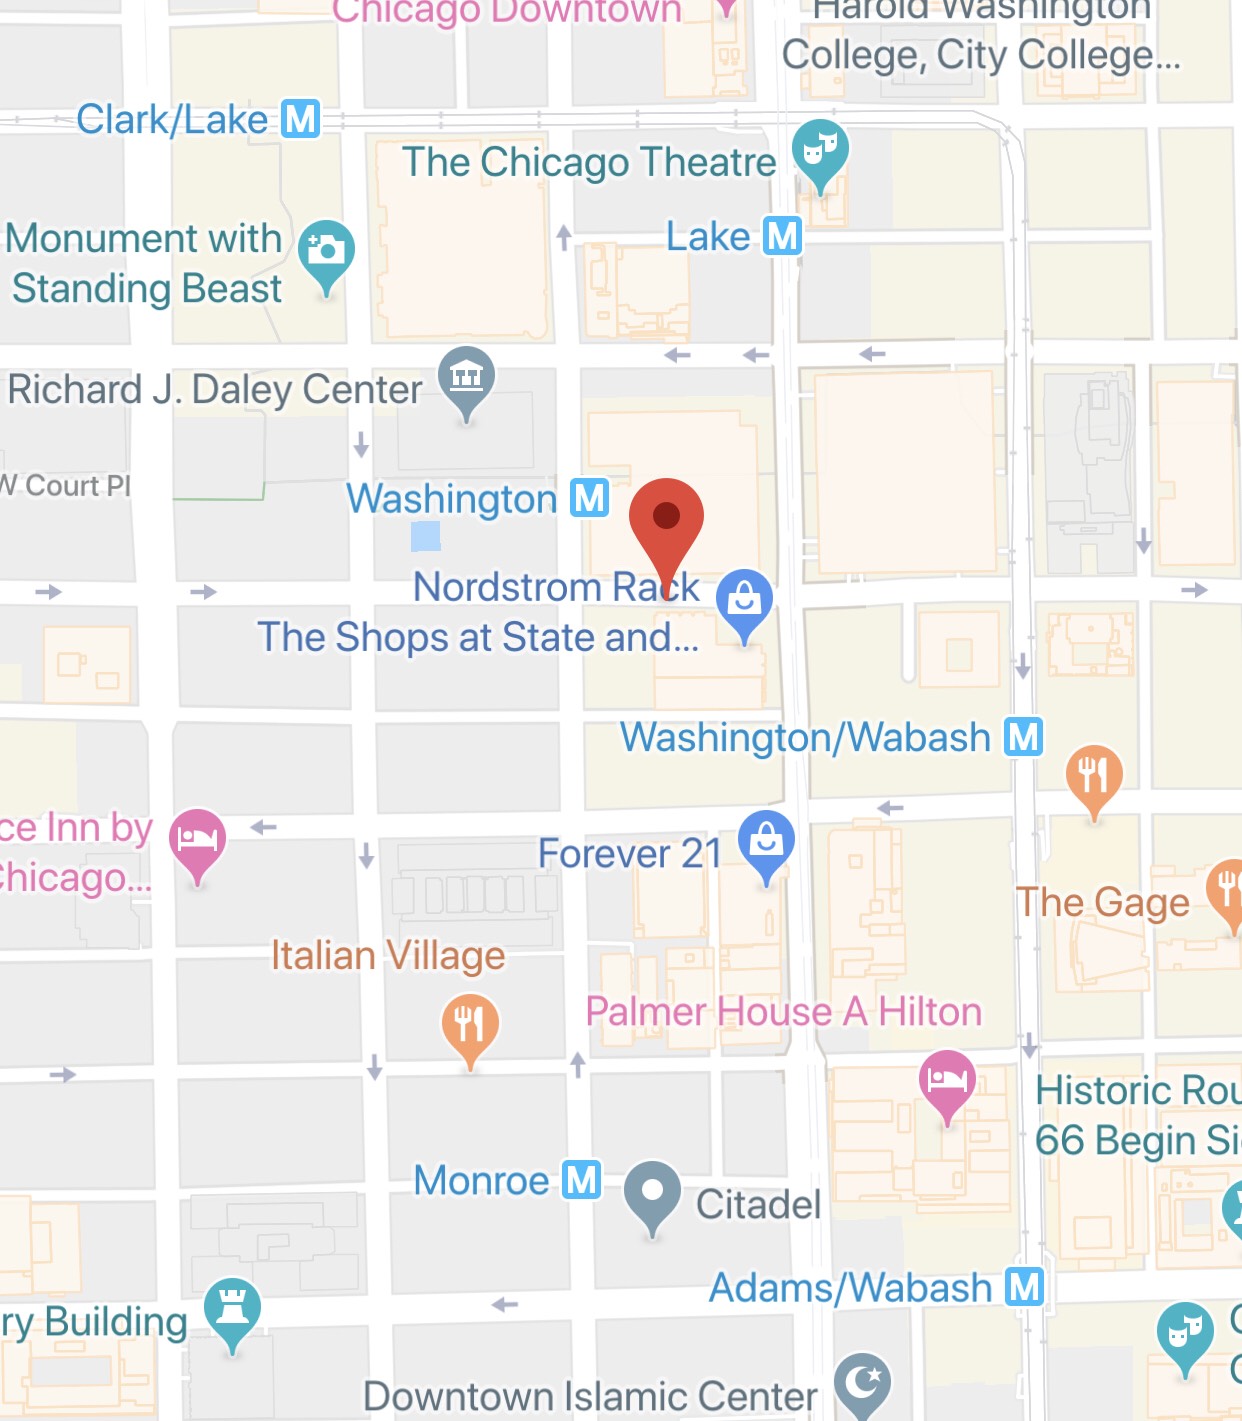 Chicago Downtown
Harold Washington
College, City College...
Clark/Lake M
The Chicago Theatre
Monument with
Standing Beast
Lake M
Richard J. Daley Center
W Court Pl
Washington M
Nordstrom Rack
The Shops at State and...
Washington/Wabash M
ce Inn by
Chicago...
Forever 21
The Gage
Italian Village
Palmer House A Hilton
Historic Rou
66 Begin Si
Monroe M
Citadel
Adams/Wabash M
ry Building
Downtown Islamic Center